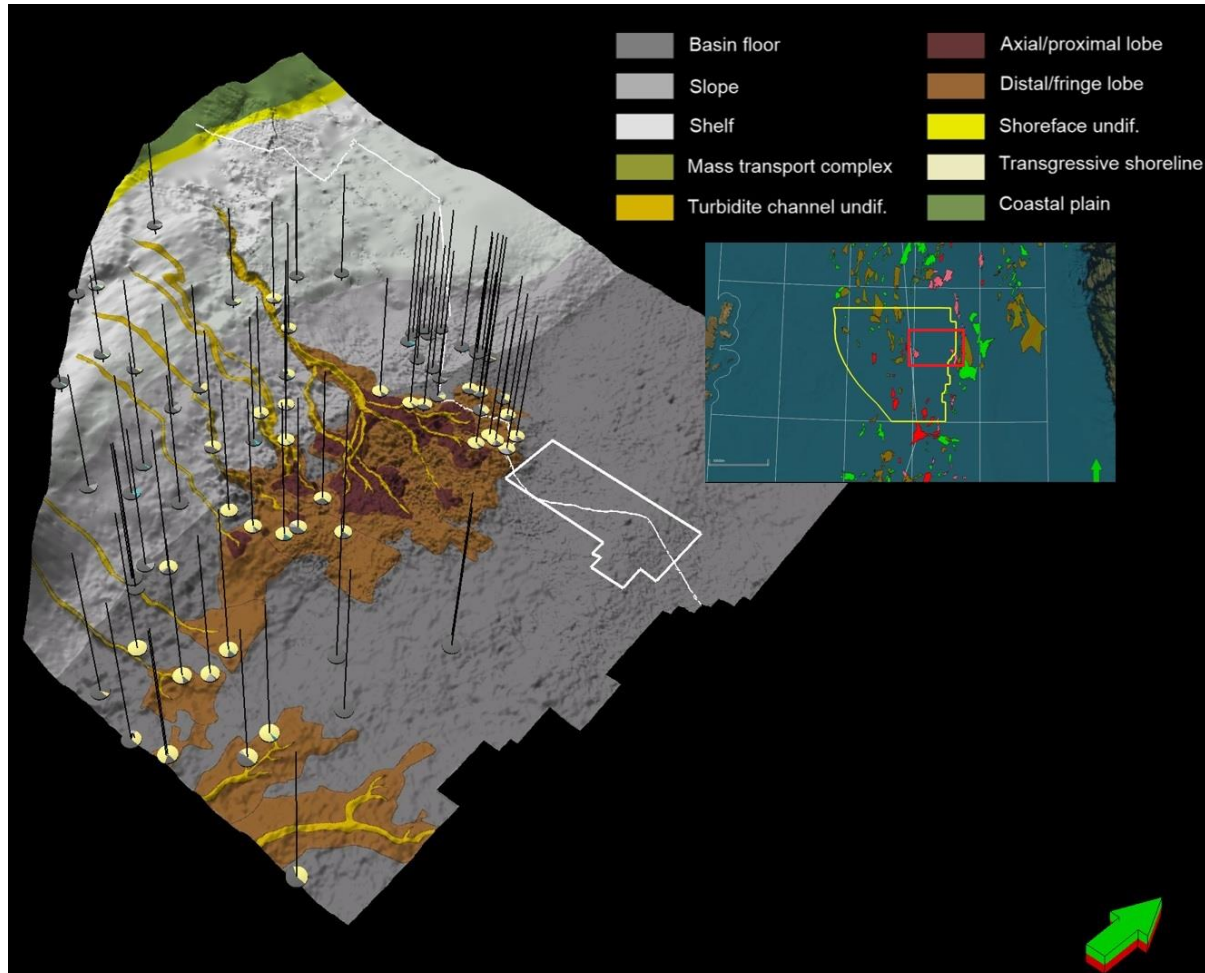 Basin floor
Slope
Shelf
Mass transport complex
Turbidite channel undif.
Axial/proximal lobe
Distal/fringe lobe
Shoreface undif.
Transgressive shoreline
Coastal plain